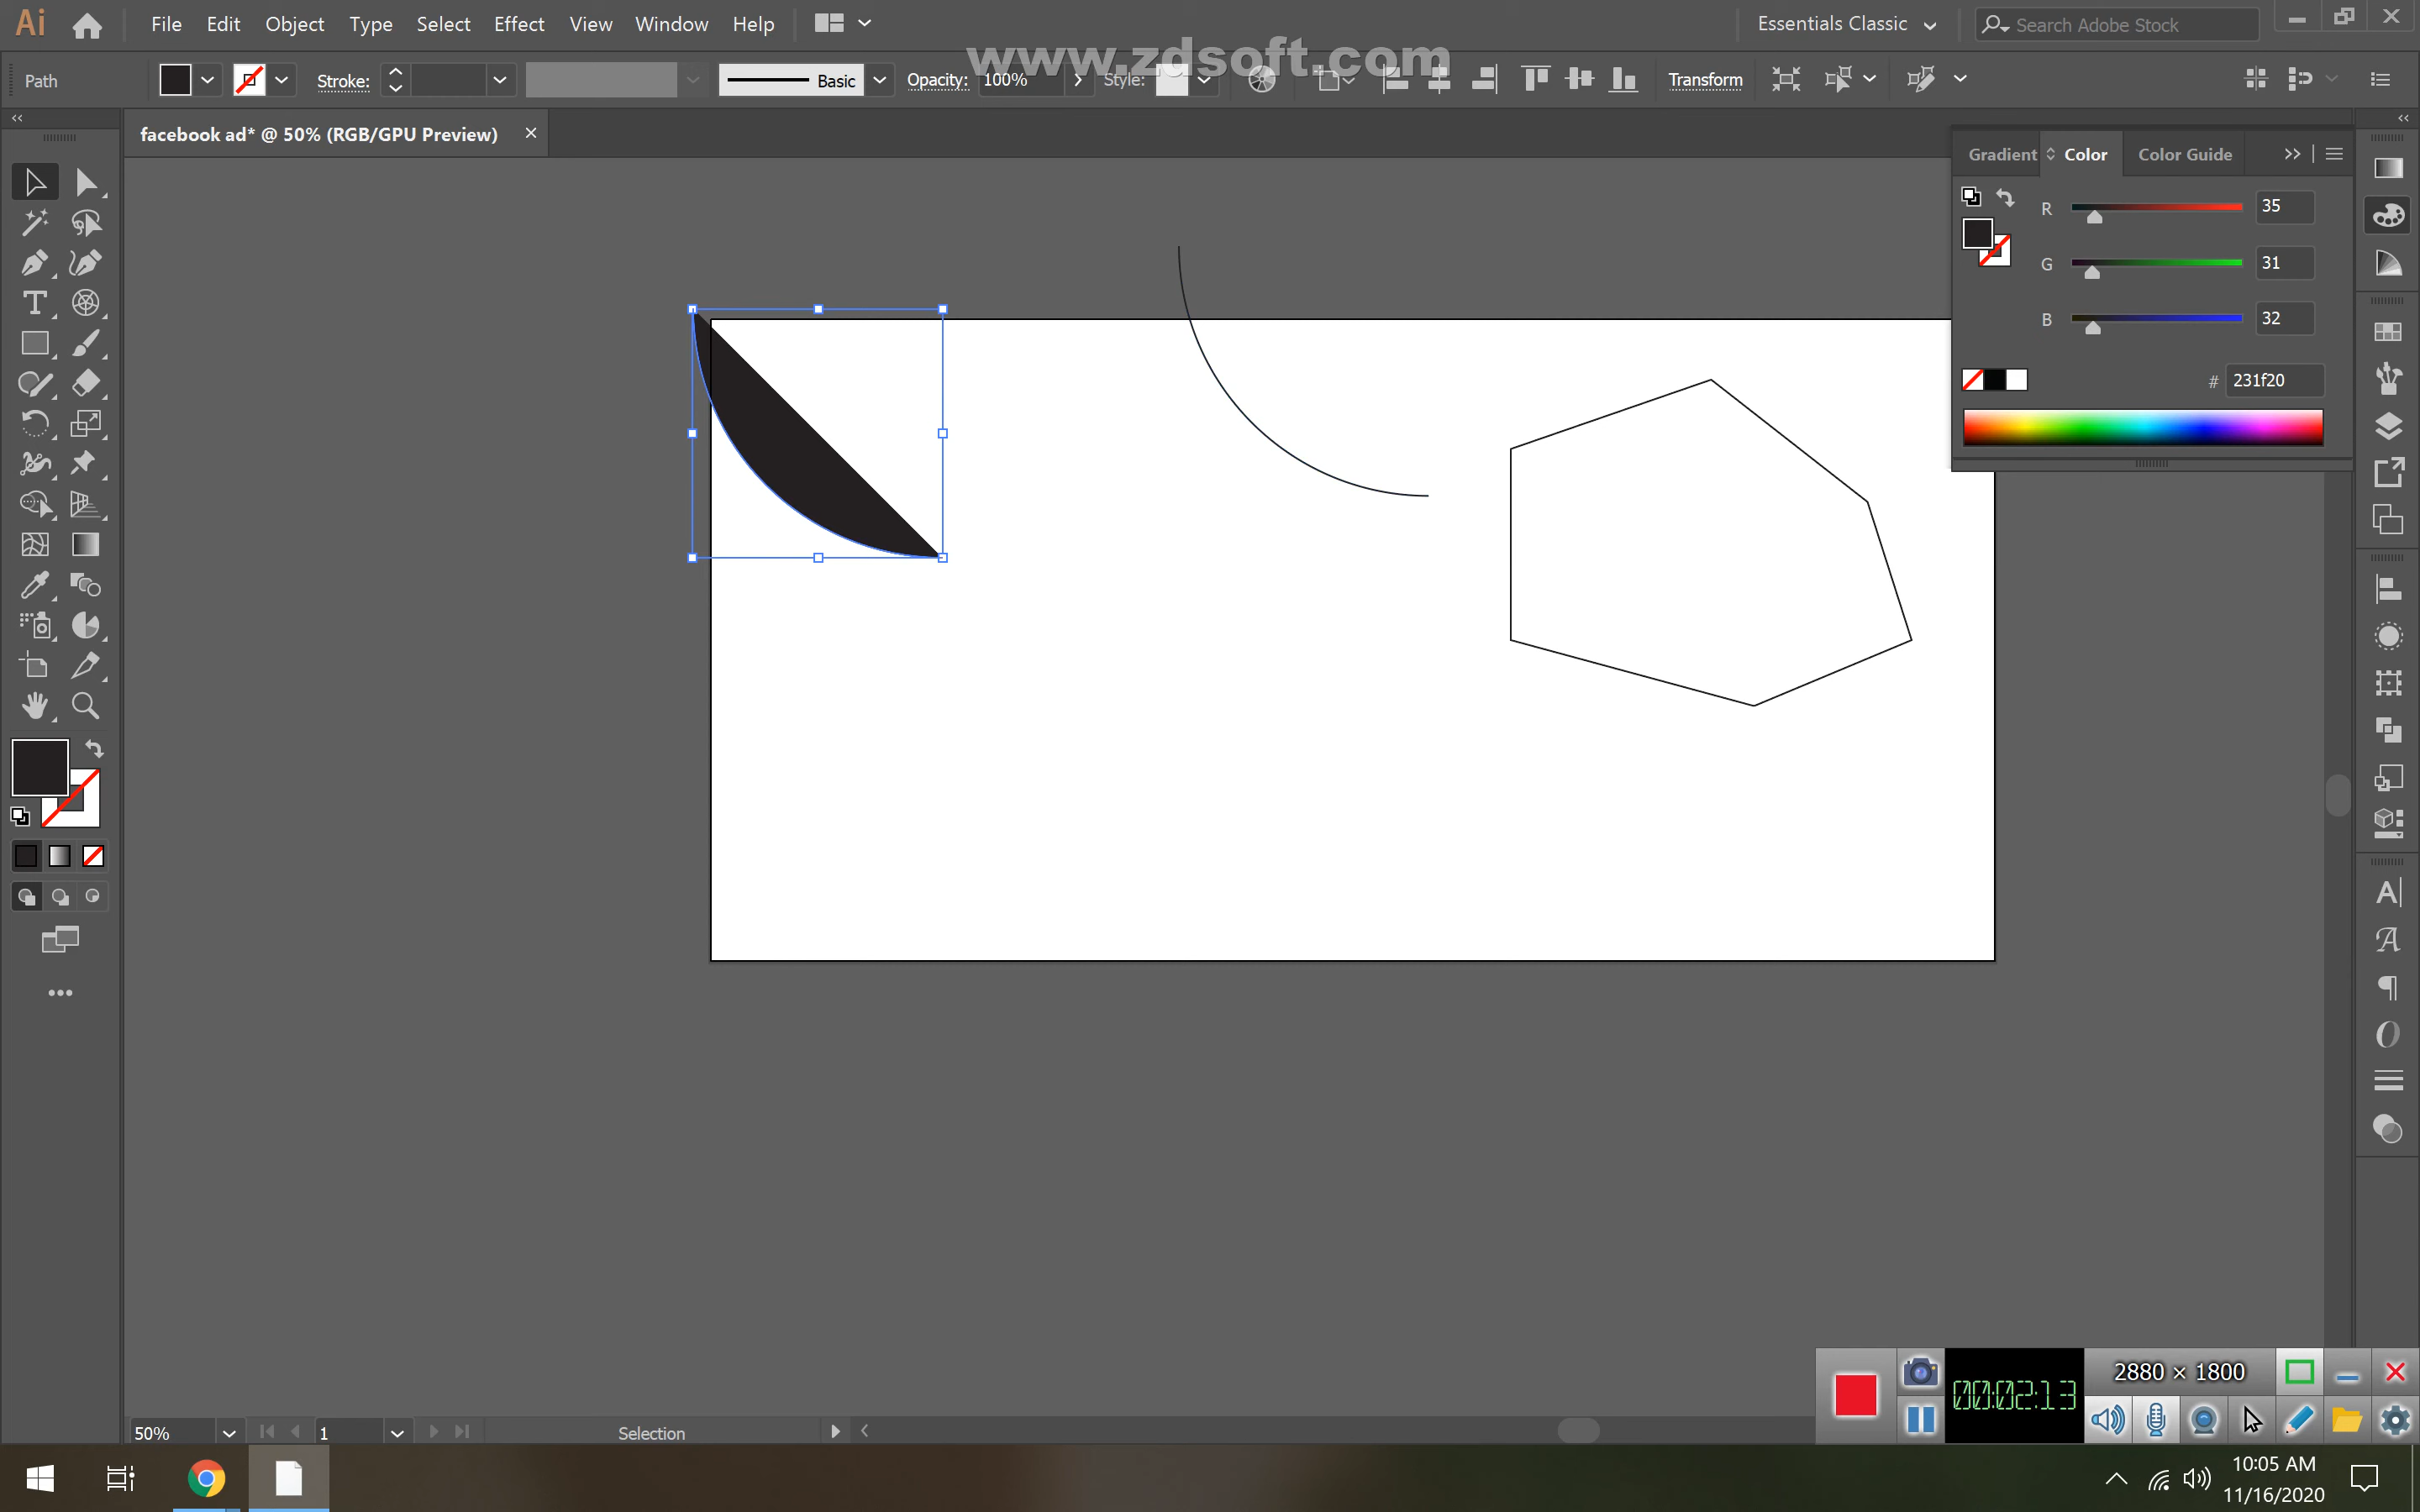 Ai File Edit Object Type Select Effect View Window Help Essentials Classic Search Adobe Stock
www.zdsoft.com
Path Stroke: Basic Opacity: 100% Style: Transform
facebook ad* @ 50% (RGB/GPU Preview)
Gradient Color Color Guide
R 35
G 31
B 32
# 231f20
50% 1 Selection
2880 × 1800
00:02:13
10:05 AM
11/16/2020